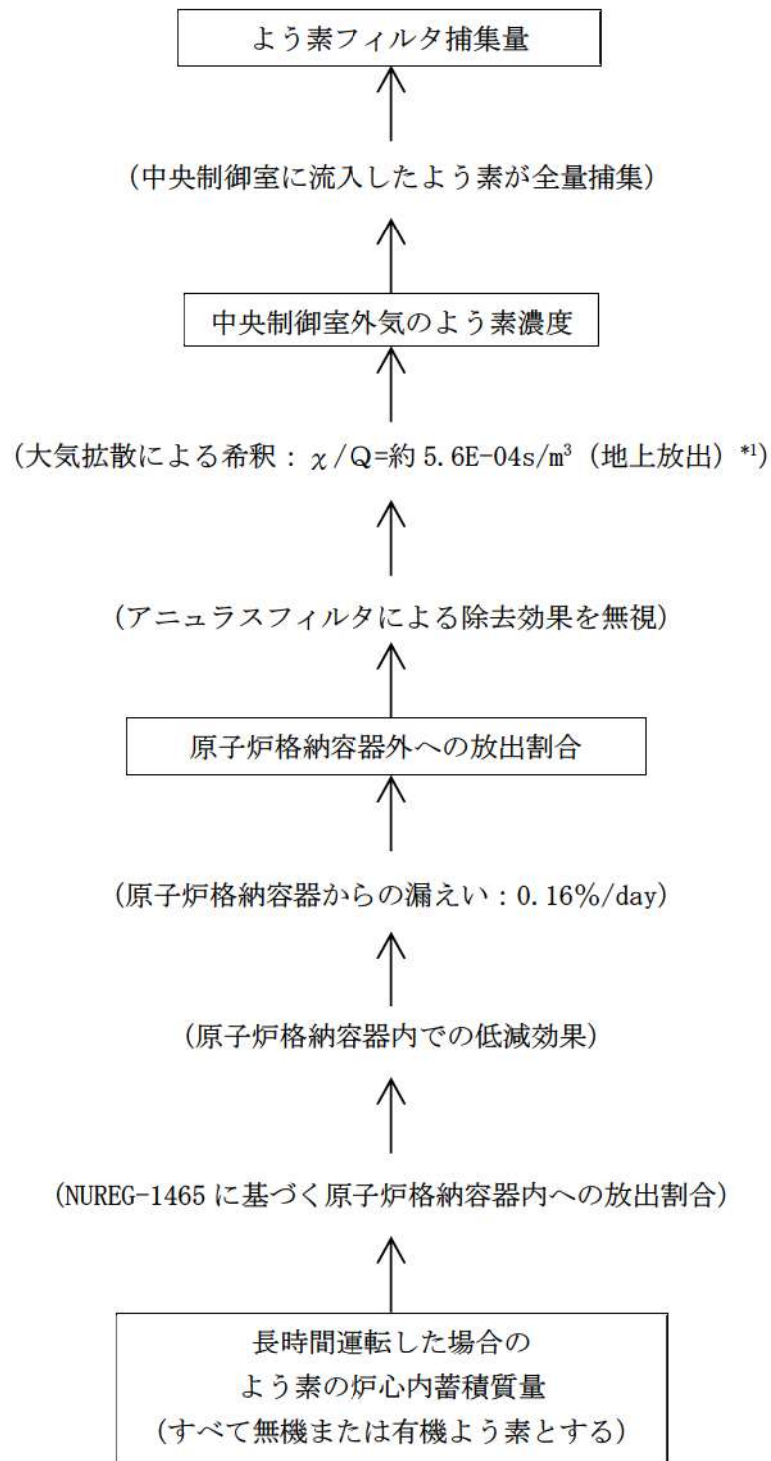 よう素フィルタ捕集量
(中央制御室に流入したよう素が全量捕集)
中央制御室外気のよう素濃度
(大気拡散による希釈：χ/Q=約 5.6E-04s/m³（地上放出）*1)
(アニュラスフィルタによる除去効果を無視)
原子炉格納容器外への放出割合
(原子炉格納容器からの漏えい：0.16%/day)
(原子炉格納容器内での低減効果)
(NUREG-1465 に基づく原子炉格納容器内への放出割合)
長時間運転した場合の
よう素の炉心内蓄積質量
(すべて無機または有機よう素とする)